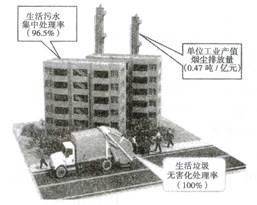 生活污水
集中处理率
(96.5%)
单位工业产值
烟尘排放量
(0.47吨/亿元)
生活垃圾
无害化处理率
(100%)